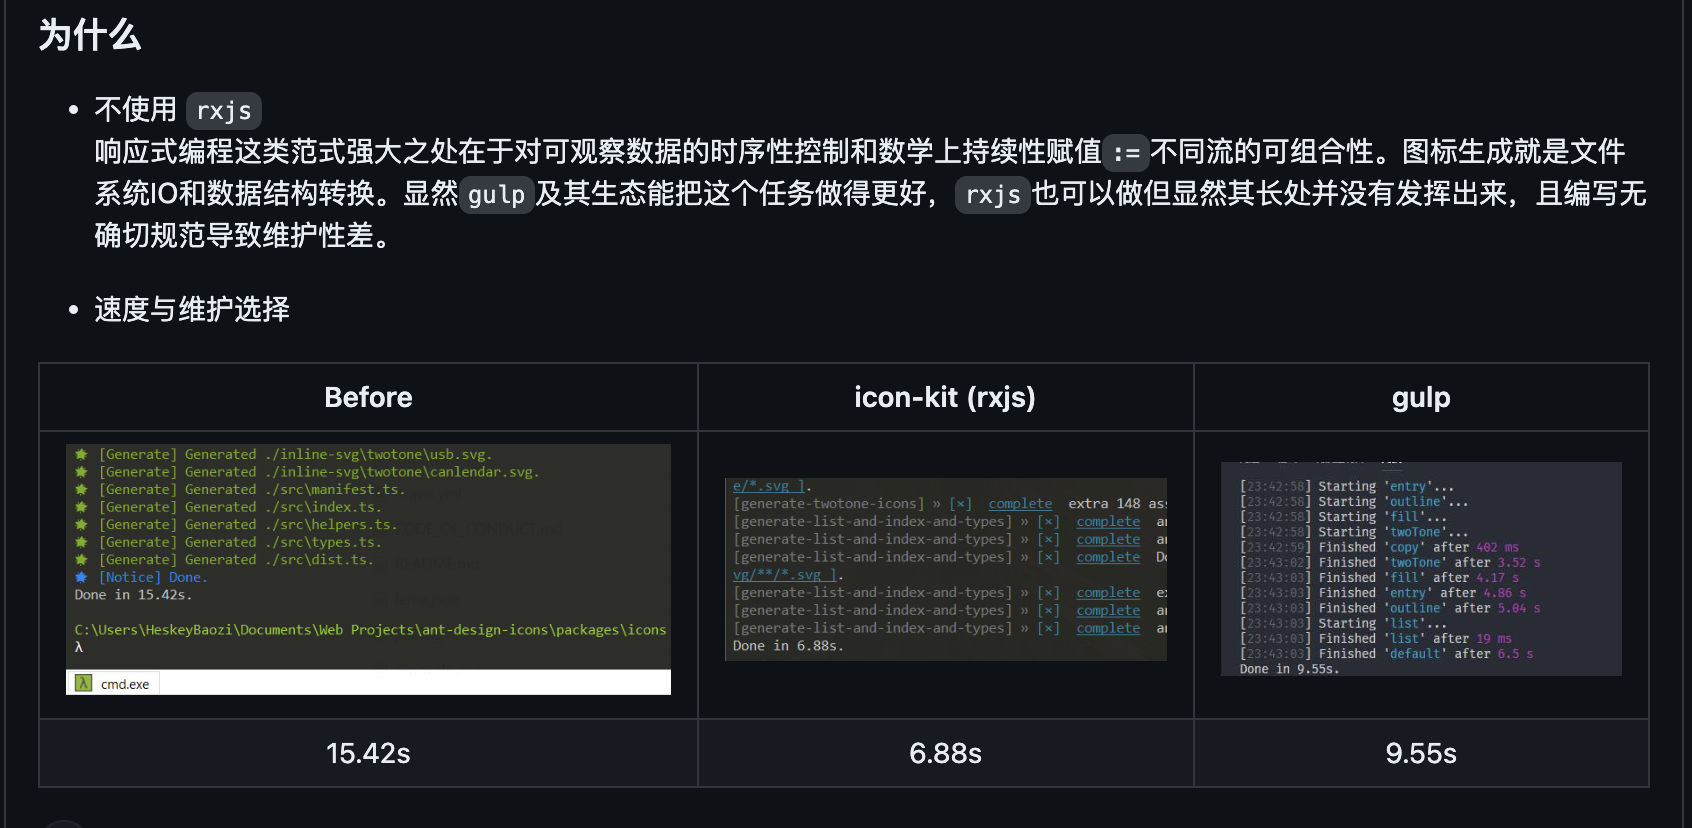 为什么
不使用 rxjs
响应式编程这类范式强大之处在于对可观察数据的时序性控制和数学上持续性赋值 := 不同流的可组合性。图标生成就是文件
系统IO和数据结构转换。显然 gulp 及其生态能把这个任务做得更好， rxjs 也可以做但显然其长处并没有发挥出来，且编写无
确切规范导致维护性差。
速度与维护选择
Before
icon-kit (rxjs)
gulp
[Generate] Generated ./inline-svg\twotone\usb.svg.
[Generate] Generated ./inline-svg\twotone\canlendar.svg.
[Generate] Generated ./src\manifest.ts.
[Generate] Generated ./src\index.ts.
[Generate] Generated ./src\helpers.ts.
[Generate] Generated ./src\types.ts.
[Generate] Generated ./src\dist.ts.
[Notice] Done.
Done in 15.42s.
C:\Users\HeskeyBaozi\Documents\Web Projects\ant-design-icons\packages\icons
λ
λ cmd.exe
e/*.svg ].
[generate-twotone-icons] » [×] complete extra 148 ass
[generate-list-and-index-and-types] » [×] complete a
[generate-list-and-index-and-types] » [×] complete a
[generate-list-and-index-and-types] » [×] complete Do
vg/**/*.svg ].
[generate-list-and-index-and-types] » [×] complete e
[generate-list-and-index-and-types] » [×] complete a
[generate-list-and-index-and-types] » [×] complete a
Done in 6.88s.
[23:42:58] Starting 'entry'...
[23:42:58] Starting 'outline'...
[23:42:58] Starting 'fill'...
[23:42:58] Starting 'twoTone'...
[23:42:59] Finished 'copy' after 402 ms
[23:43:02] Finished 'twoTone' after 3.52 s
[23:43:03] Finished 'fill' after 4.17 s
[23:43:03] Finished 'entry' after 4.86 s
[23:43:03] Finished 'outline' after 5.04 s
[23:43:03] Starting 'list'...
[23:43:03] Finished 'list' after 19 ms
[23:43:03] Finished 'default' after 6.5 s
Done in 9.55s.
15.42s
6.88s
9.55s